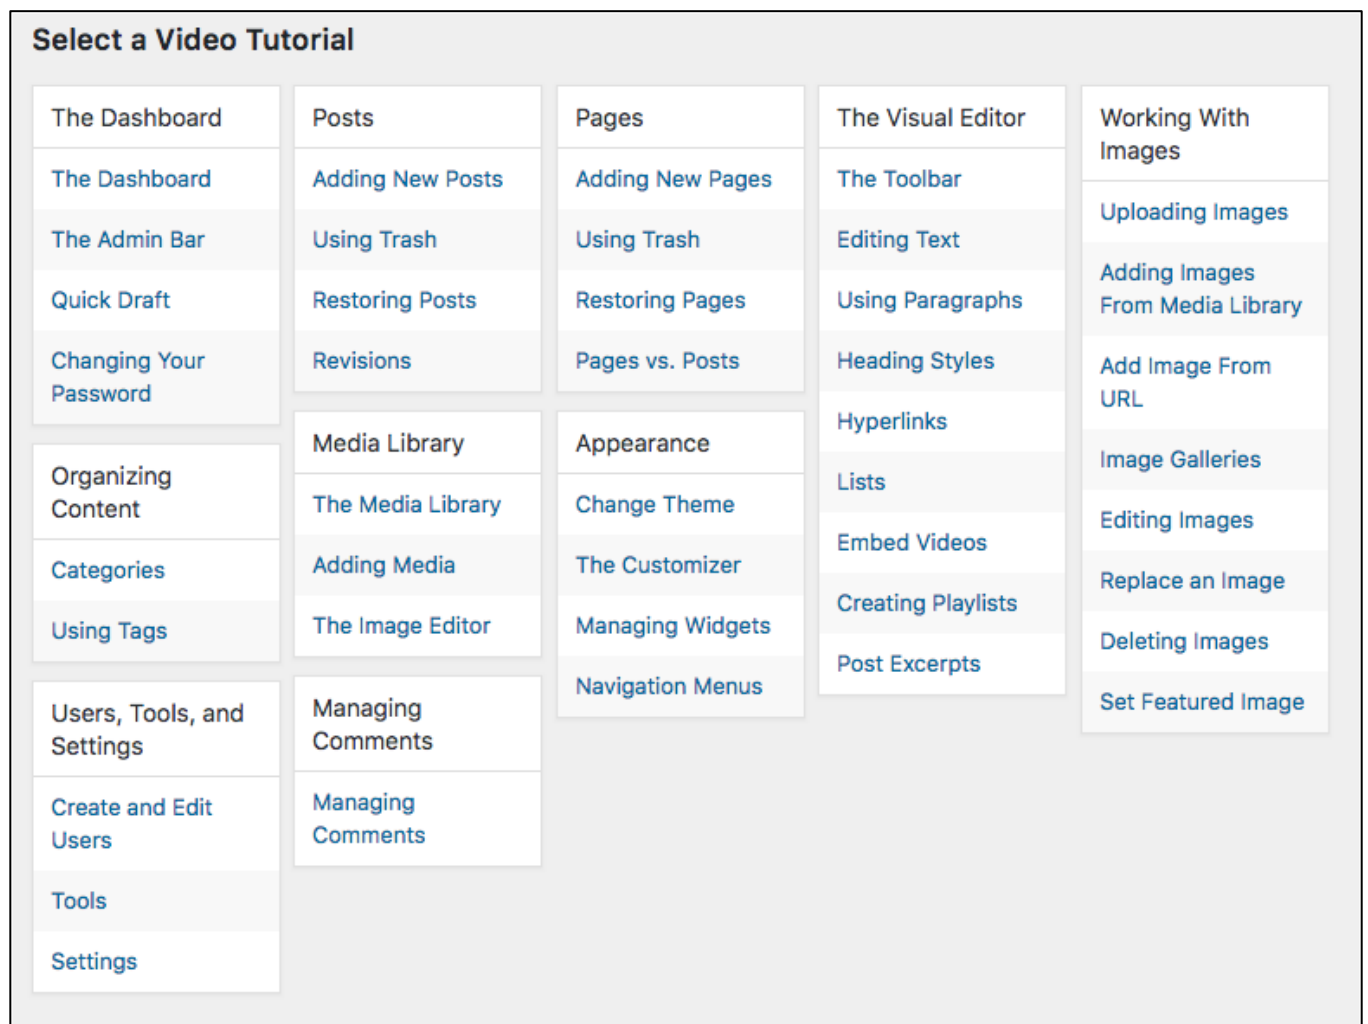 Select a Video Tutorial
The Dashboard
The Dashboard
The Admin Bar
Quick Draft
Changing Your
Password
Organizing
Content
Categories
Using Tags
Users, Tools, and
Settings
Create and Edit
Users
Tools
Settings
Posts
Adding New Posts
Using Trash
Restoring Posts
Revisions
Media Library
The Media Library
Adding Media
The Image Editor
Managing
Comments
Managing
Comments
Pages
Adding New Pages
Using Trash
Restoring Pages
Pages vs. Posts
Appearance
Change Theme
The Customizer
Managing Widgets
Navigation Menus
The Visual Editor
The Toolbar
Editing Text
Using Paragraphs
Heading Styles
Hyperlinks
Lists
Embed Videos
Creating Playlists
Post Excerpts
Working With
Images
Uploading Images
Adding Images
From Media Library
Add Image From
URL
Image Galleries
Editing Images
Replace an Image
Deleting Images
Set Featured Image